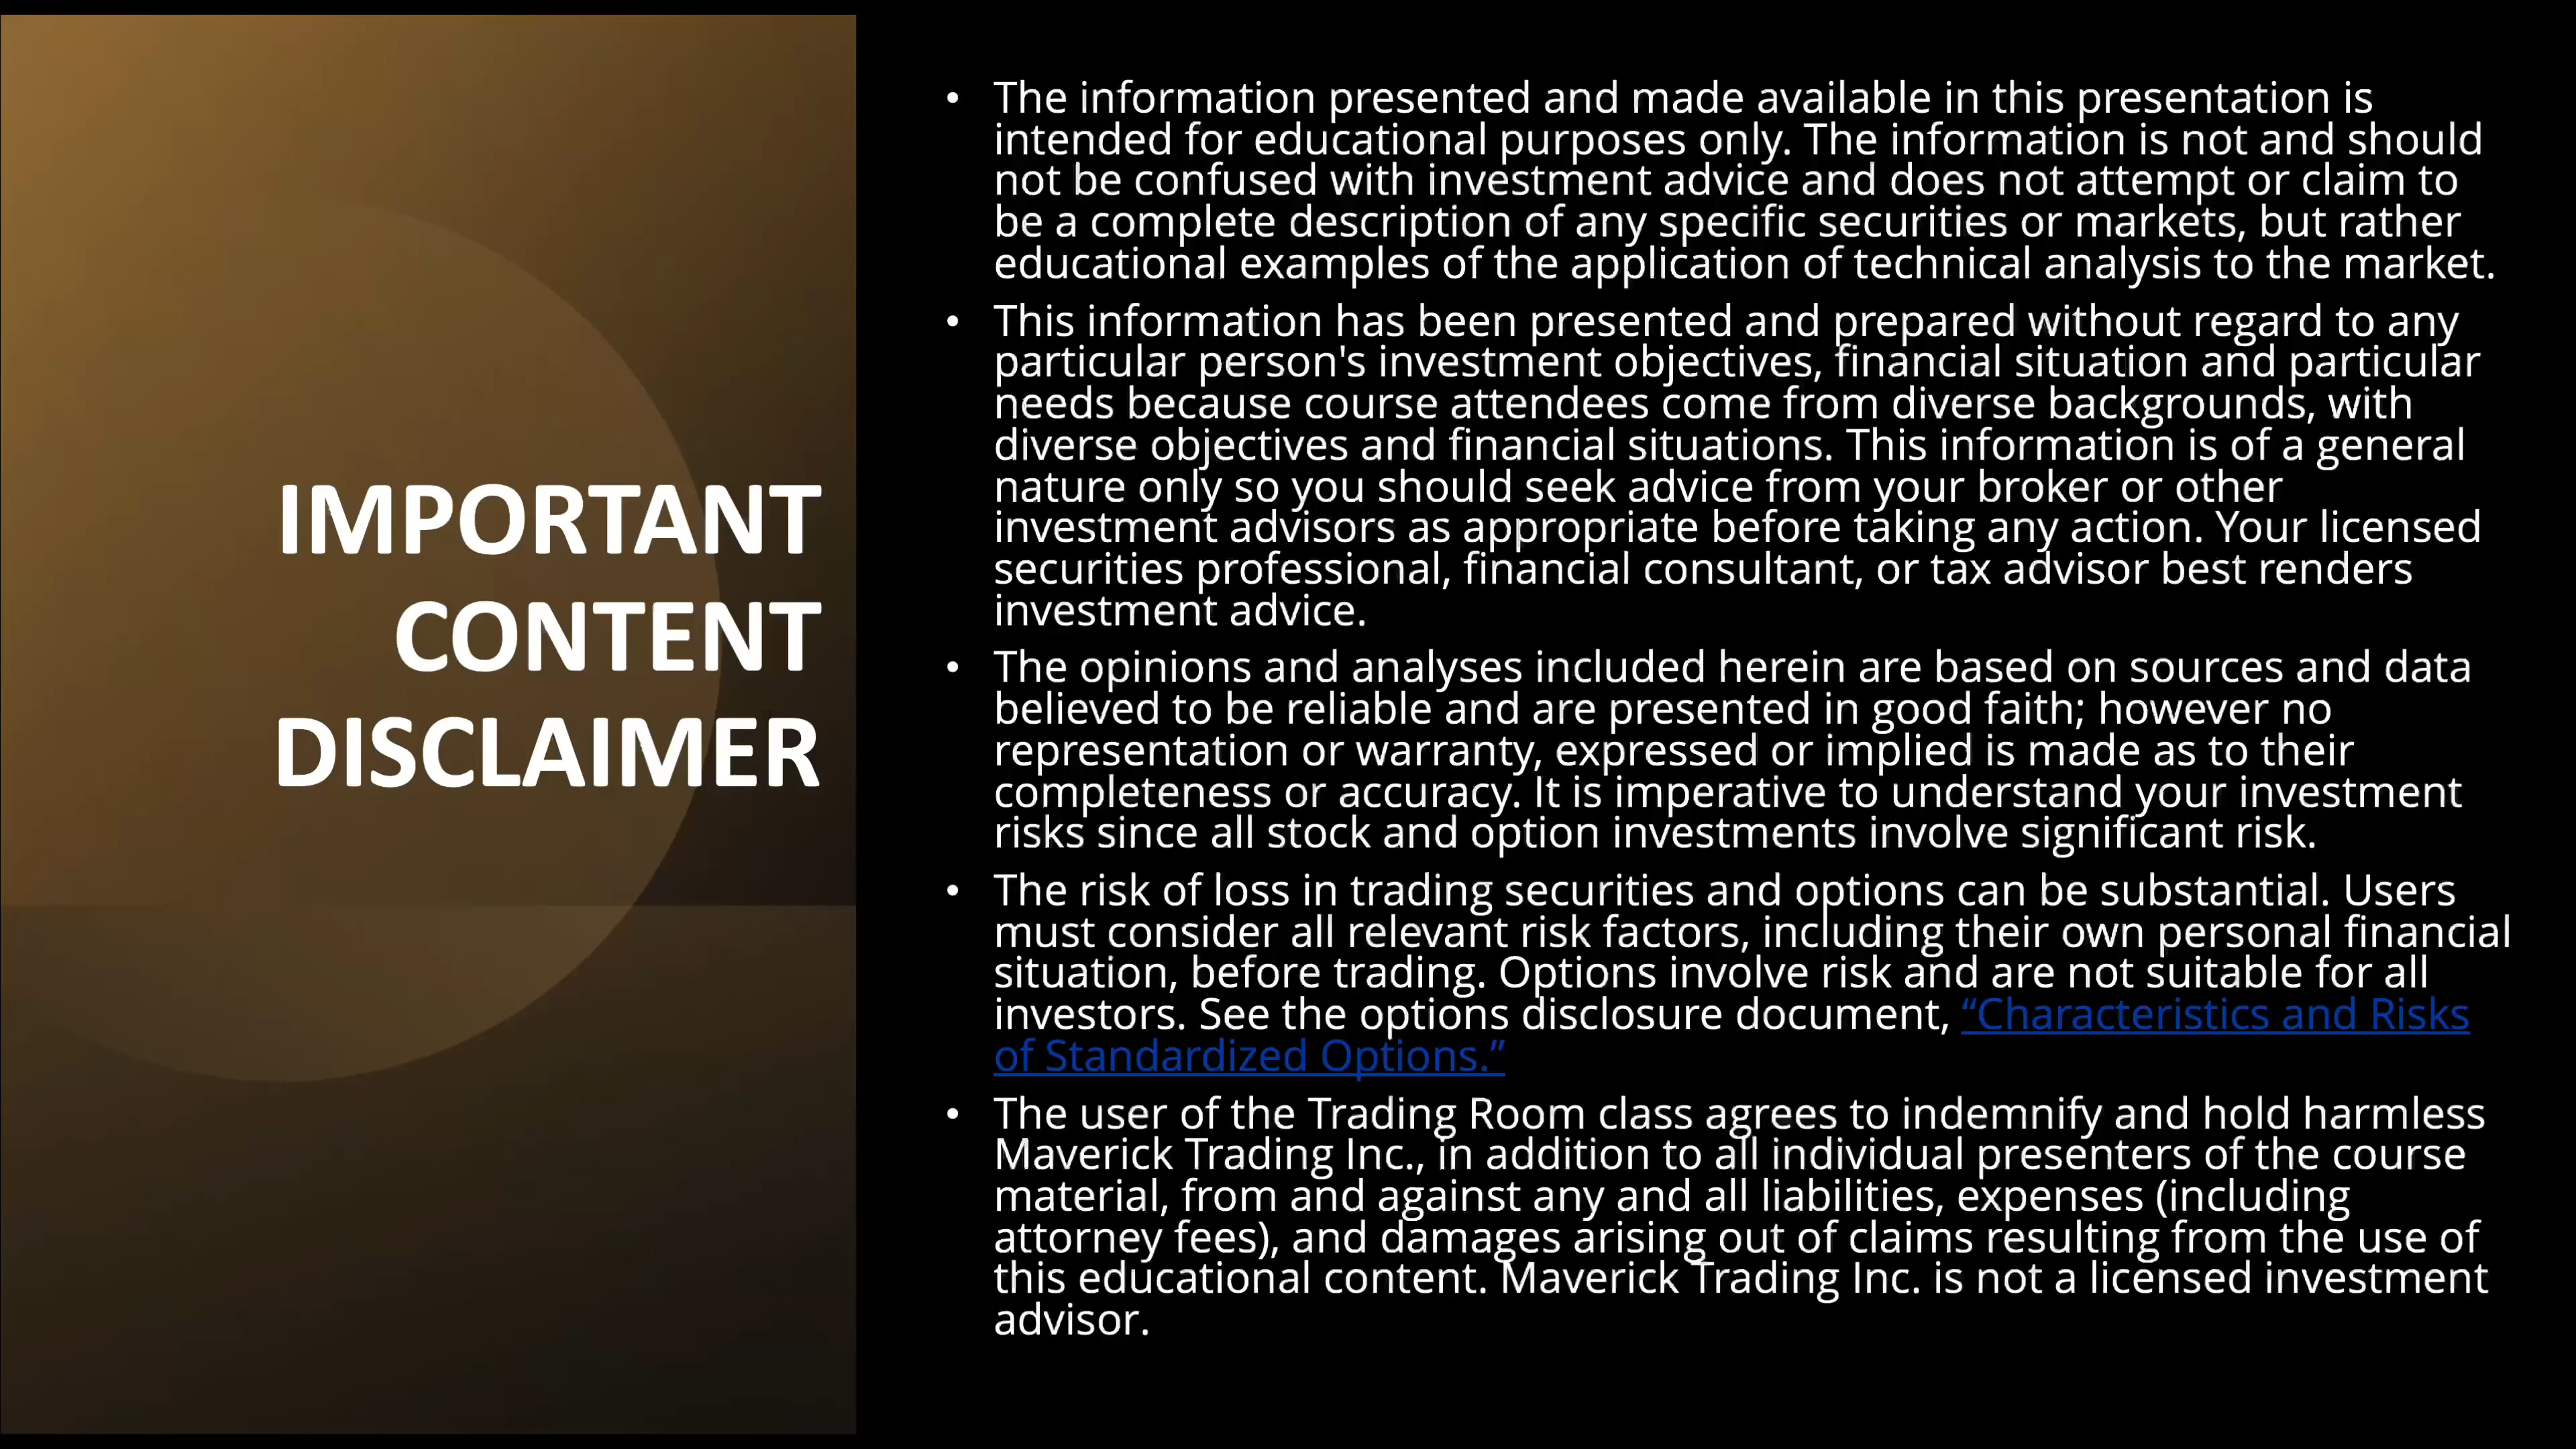 IMPORTANT
CONTENT
DISCLAIMER
• The information presented and made available in this presentation is
intended for educational purposes only. The information is not and should
not be confused with investment advice and does not attempt or claim to
be a complete description of any specific securities or markets, but rather
educational examples of the application of technical analysis to the market.
• This information has been presented and prepared without regard to any
particular person's investment objectives, financial situation and particular
needs because course attendees come from diverse backgrounds, with
diverse objectives and financial situations. This information is of a general
nature only so you should seek advice from your broker or other
investment advisors as appropriate before taking any action. Your licensed
securities professional, financial consultant, or tax advisor best renders
investment advice.
• The opinions and analyses included herein are based on sources and data
believed to be reliable and are presented in good faith; however no
representation or warranty, expressed or implied is made as to their
completeness or accuracy. It is imperative to understand your investment
risks since all stock and option investments involve significant risk.
• The risk of loss in trading securities and options can be substantial. Users
must consider all relevant risk factors, including their own personal financial
situation, before trading. Options involve risk and are not suitable for all
investors. See the options disclosure document, “Characteristics and Risks
of Standardized Options.”
• The user of the Trading Room class agrees to indemnify and hold harmless
Maverick Trading Inc., in addition to all individual presenters of the course
material, from and against any and all liabilities, expenses (including
attorney fees), and damages arising out of claims resulting from the use of
this educational content. Maverick Trading Inc. is not a licensed investment
advisor.